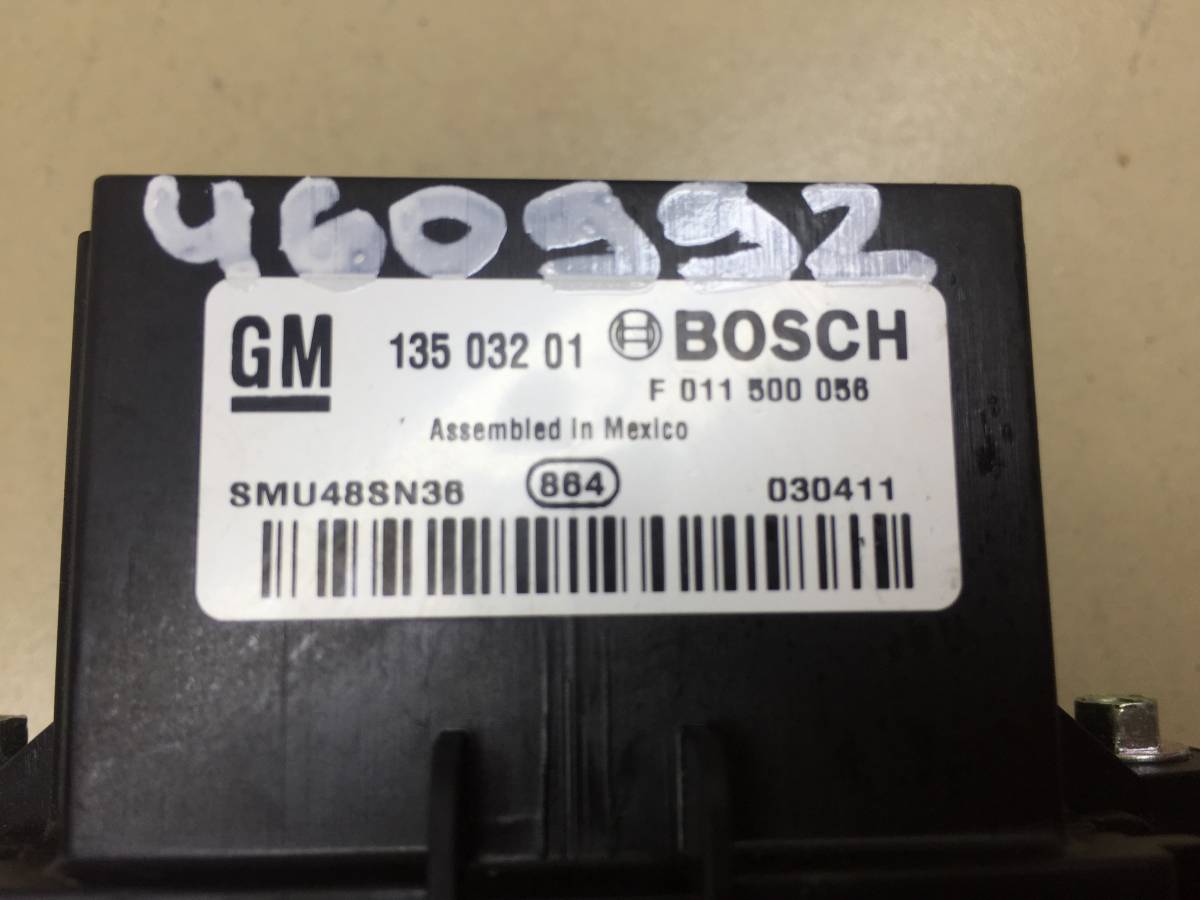 460992
GM 135 032 01 BOSCH
F 011 500 056
Assembled in Mexico
SMU48SN36 864 030411